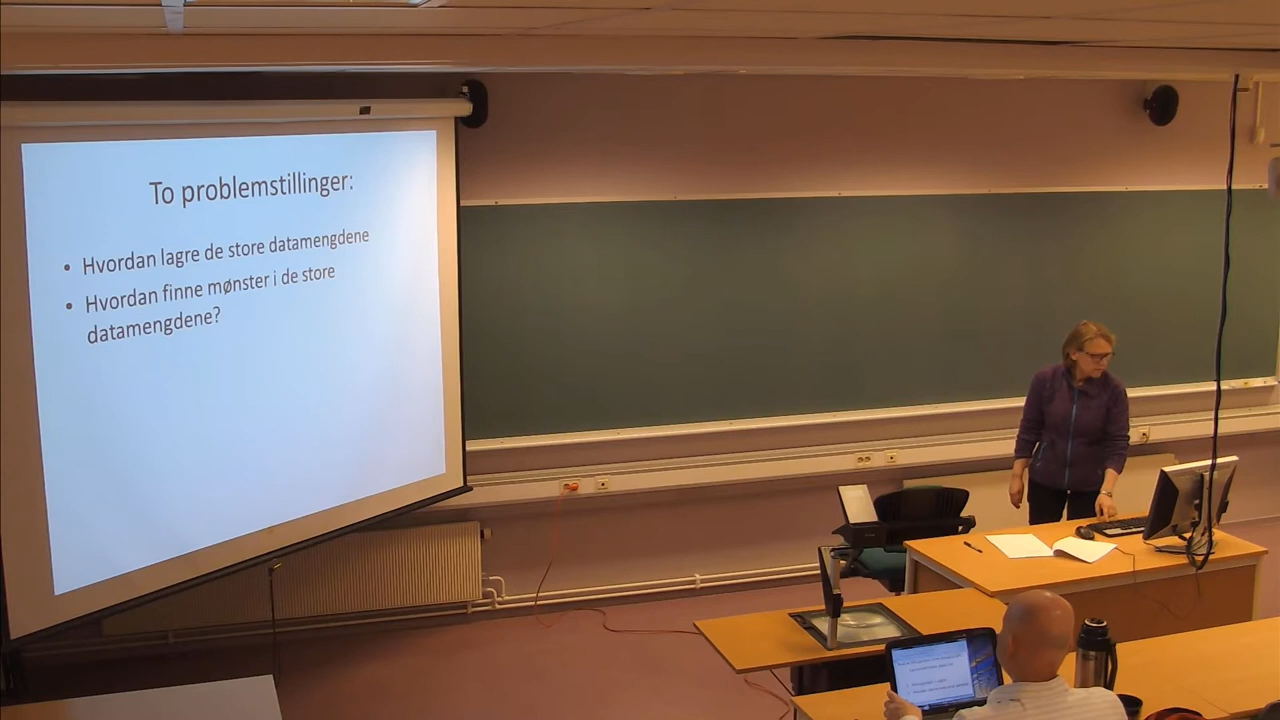 To problemstillinger:
• Hvordan lagre de store datamengdene
• Hvordan finne mønster i de store
datamengdene?